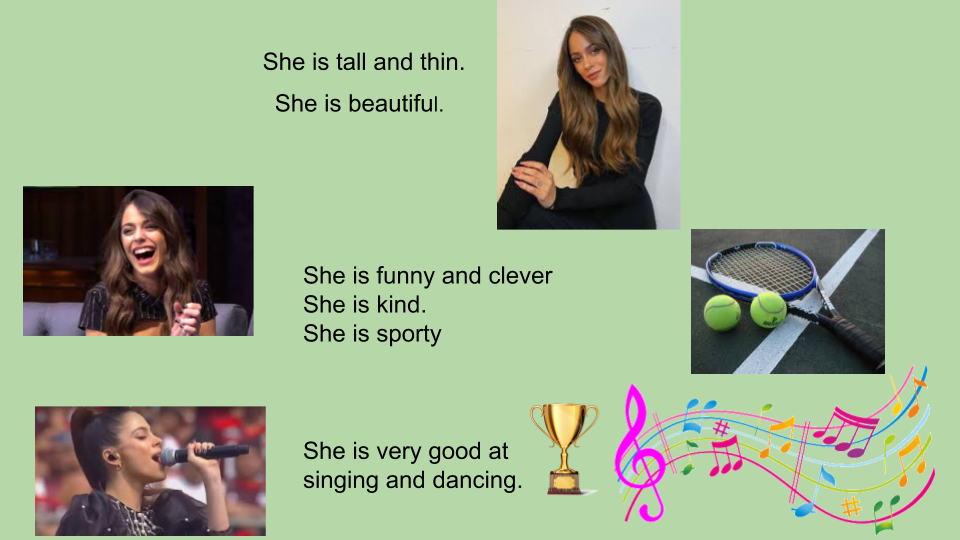 She is tall and thin.
She is beautiful.
She is funny and clever
She is kind.
She is sporty
She is very good at
singing and dancing.